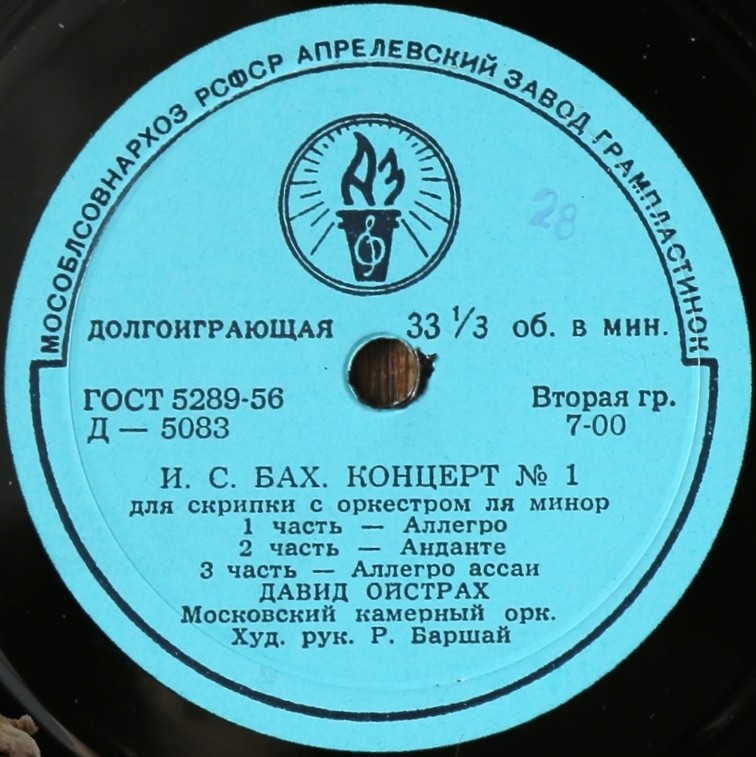 МОСОБЛСОВНАРХОЗ РСФСР АПРЕЛЕВСКИЙ ЗАВОД ГРАМПЛАСТИНОК
АЗ
28
ДОЛГОИГРАЮЩАЯ 33 1/3 об. в мин.
ГОСТ 5289-56 Вторая гр.
Д — 5083 7-00
И. С. БАХ. КОНЦЕРТ № 1
для скрипки с оркестром ля минор
1 часть — Аллегро
2 часть — Анданте
3 часть — Аллегро ассаи
ДАВИД ОЙСТРАХ
Московский камерный орк.
Худ. рук. Р. Баршай